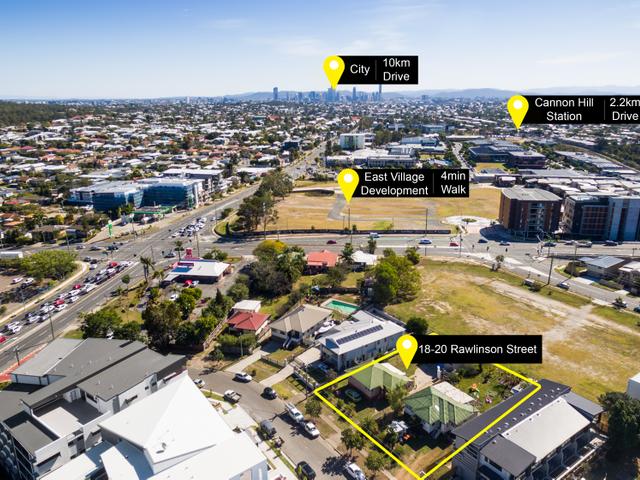 City 10km
Drive
Cannon Hill 2.2km
Station Drive
East Village 4min
Development Walk
18-20 Rawlinson Street